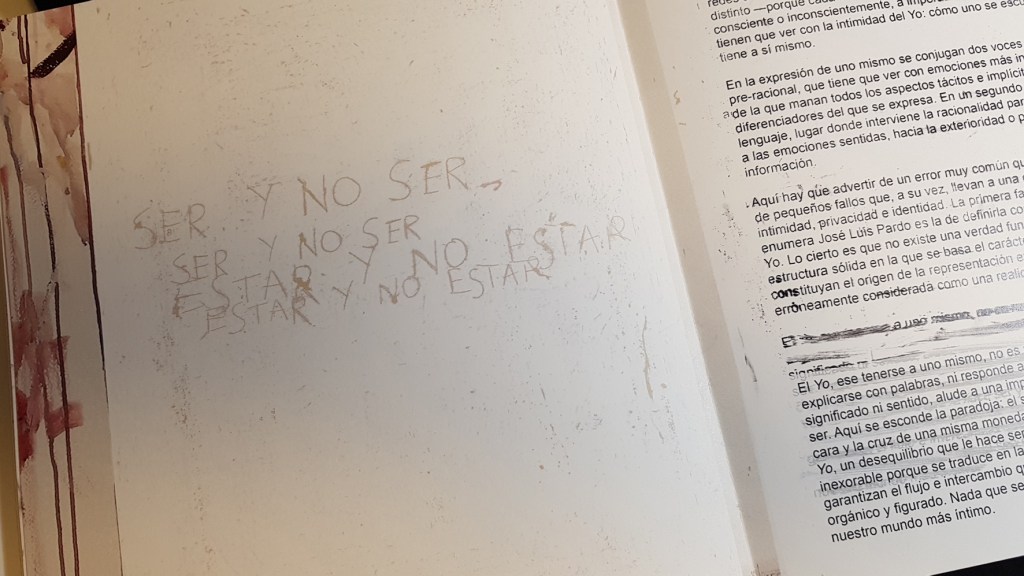 SER Y NO SER
SER Y NO SER
ESTAR Y NO ESTAR
ESTAR Y NO ESTAR
distinto —porque
consciente o inconscientemente, a
tienen que ver con la intimidad del Yo: cómo uno se
tiene a sí mismo.
En la expresión de uno mismo se conjugan dos voces
pre-racional, que tiene que ver con emociones más
de la que manan todos los aspectos tácitos e
diferenciadores del que se expresa. En un segundo
lenguaje, lugar donde interviene la racionalidad
a las emociones sentidas, hacia la exterioridad o
información.
Aquí hay que advertir de un error muy común
de pequeños fallos que, a su vez, llevan a una
intimidad, privacidad e identidad. La primera
enumera José Luis Pardo es la de definirla
Yo. Lo cierto es que no existe una verdad
estructura sólida en la que se basa el
constituyan el origen de la representación
erróneamente considerada como una
a uno mismo,
El Yo, ese tenerse a uno mismo, no es
explicarse con palabras, ni responde a
significado ni sentido, alude a una
ser. Aquí se esconde la paradoja: el
cara y la cruz de una misma
Yo, un desequilibrio que le hace
inexorable porque se traduce en la
garantizan el flujo e intercambio
orgánico y figurado. Nada que
nuestro mundo más íntimo.